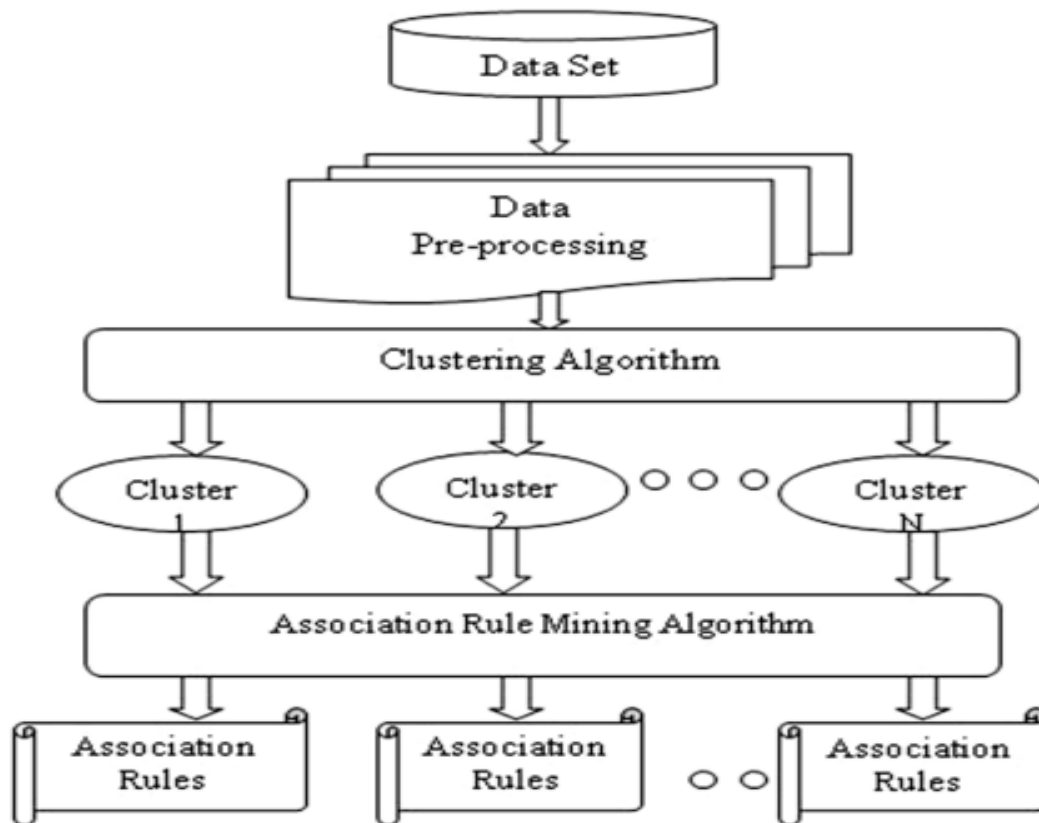 Data Set
Data
Pre-processing
Clustering Algorithm
Cluster
1
Cluster
2
Cluster
N
Association Rule Mining Algorithm
Association
Rules
Association
Rules
Association
Rules